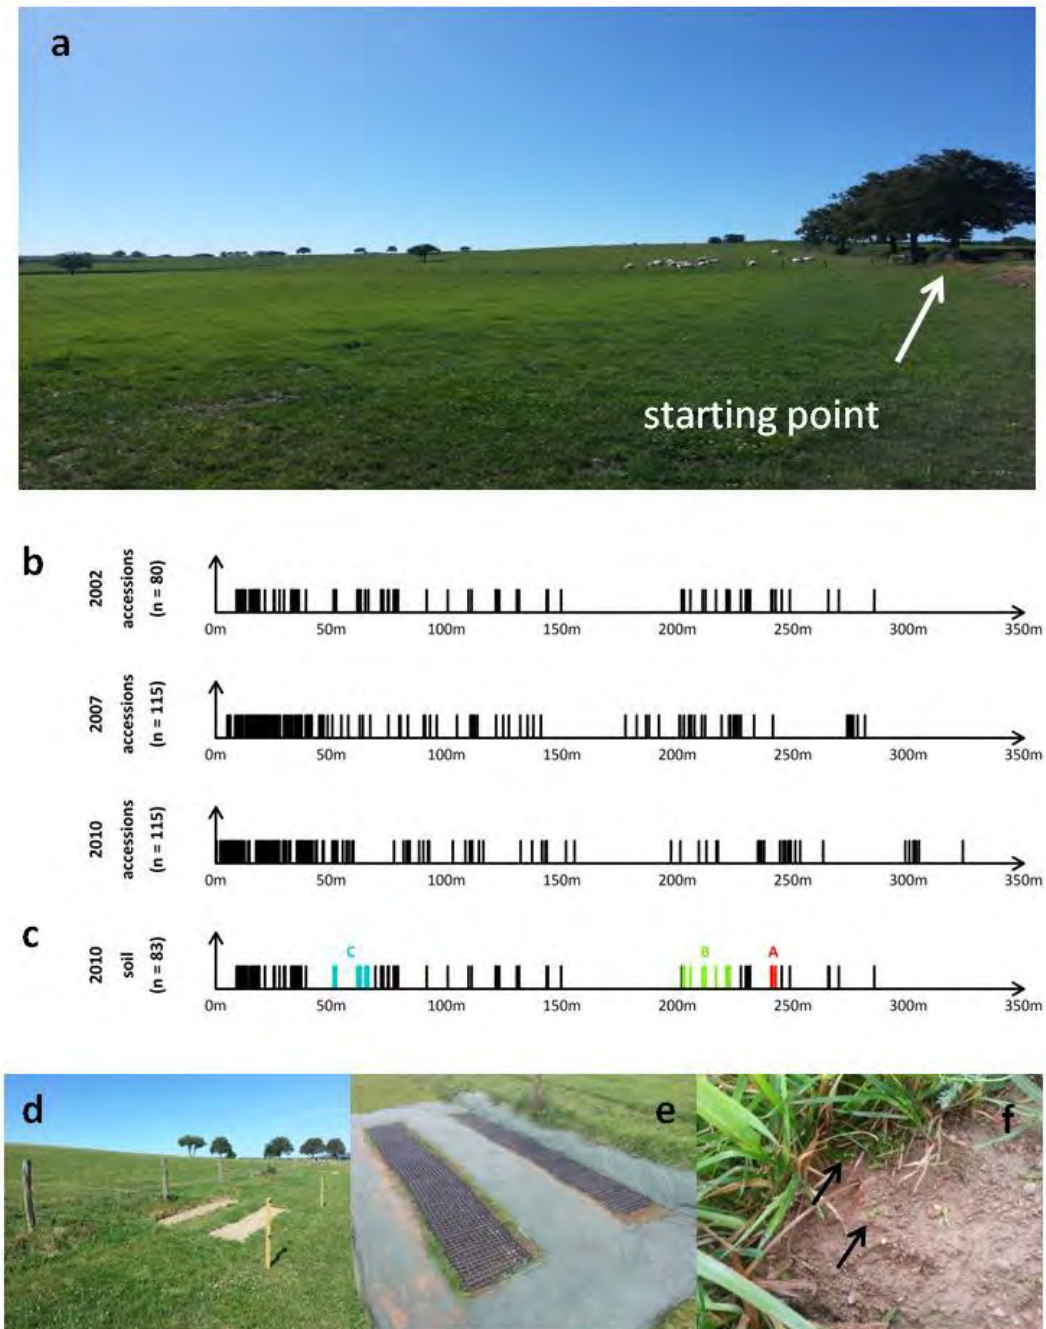 a
starting point
b
2002
accessions
(n = 80)
0m 50m 100m 150m 200m 250m 300m 350m
2007
accessions
(n = 115)
0m 50m 100m 150m 200m 250m 300m 350m
2010
accessions
(n = 115)
0m 50m 100m 150m 200m 250m 300m 350m
c
2010
soil
(n = 83)
C B A
0m 50m 100m 150m 200m 250m 300m 350m
d e f